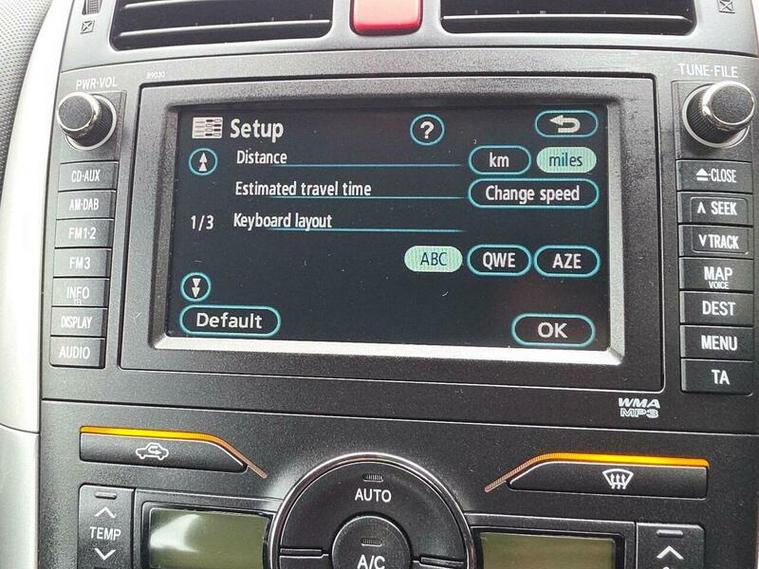 PWR·VOL
B9030
TUNE·FILE
CD·AUX
AM·DAB
FM1·2
FM3
INFO
DISPLAY
AUDIO
Setup
?
Distance
km
miles
Estimated travel time
Change speed
1/3
Keyboard layout
ABC
QWE
AZE
Default
OK
CLOSE
SEEK
TRACK
MAP
VOICE
DEST
MENU
TA
WMA
MP3
AUTO
TEMP
A/C